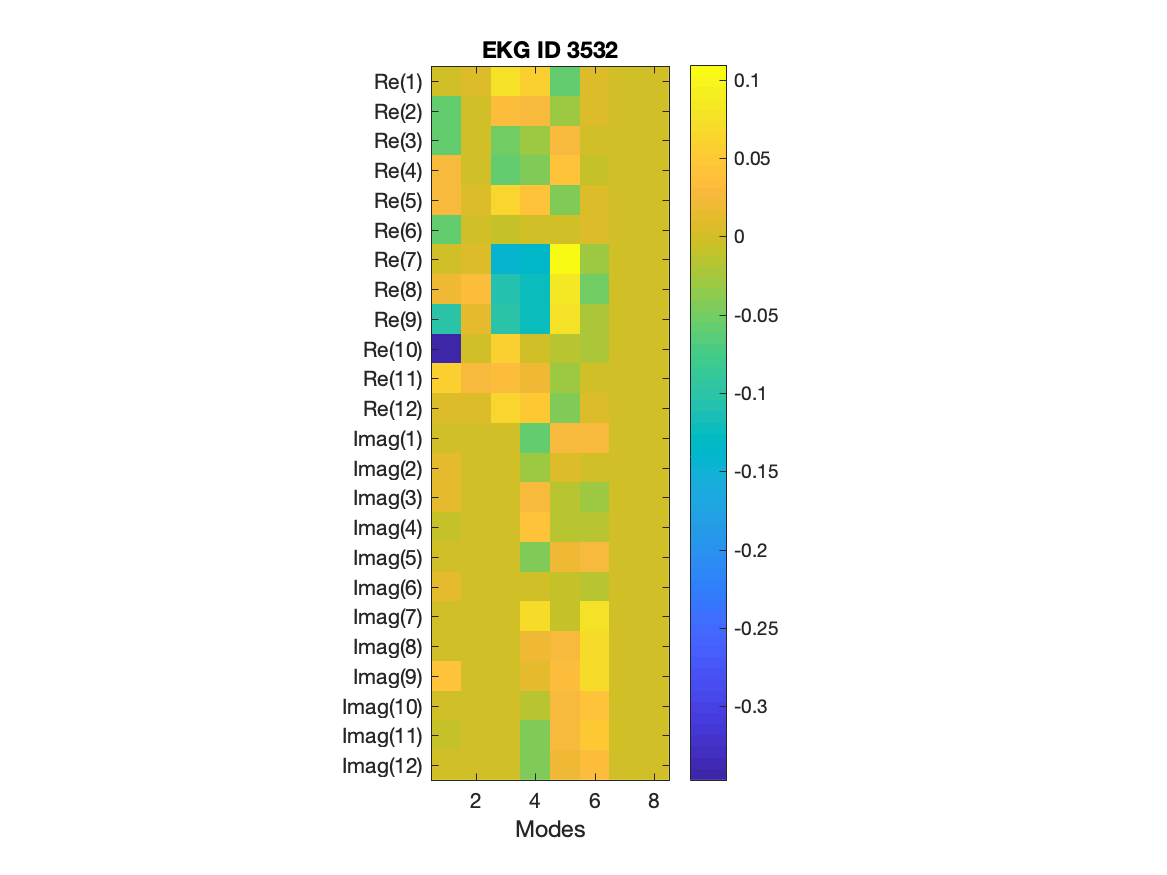 EKG ID 3532
Re(1)
Re(2)
Re(3)
Re(4)
Re(5)
Re(6)
Re(7)
Re(8)
Re(9)
Re(10)
Re(11)
Re(12)
Imag(1)
Imag(2)
Imag(3)
Imag(4)
Imag(5)
Imag(6)
Imag(7)
Imag(8)
Imag(9)
Imag(10)
Imag(11)
Imag(12)
2 4 6 8
Modes
0.1
0.05
0
-0.05
-0.1
-0.15
-0.2
-0.25
-0.3